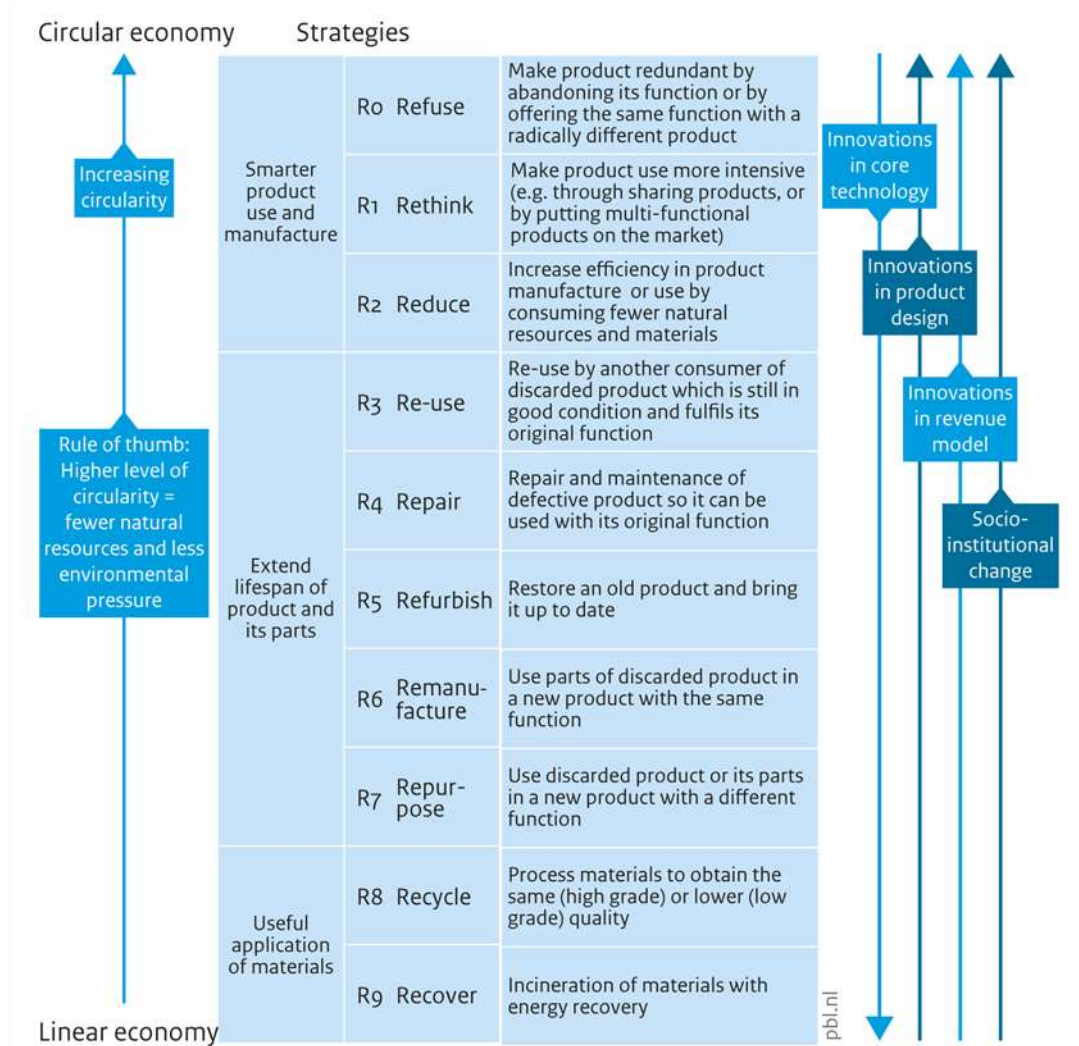 Circular economy
Strategies
Increasing
circularity
Rule of thumb:
Higher level of
circularity =
fewer natural
resources and less
environmental
pressure
Linear economy
Smarter
product
use and
manufacture
R0 Refuse
Make product redundant by
abandoning its function or by
offering the same function with a
radically different product
R1 Rethink
Make product use more intensive
(e.g. through sharing products, or
by putting multi-functional
products on the market)
R2 Reduce
Increase efficiency in product
manufacture or use by
consuming fewer natural
resources and materials
Extend
lifespan of
product and
its parts
R3 Re-use
Re-use by another consumer of
discarded product which is still in
good condition and fulfils its
original function
R4 Repair
Repair and maintenance of
defective product so it can be
used with its original function
R5 Refurbish
Restore an old product and bring
it up to date
R6 Remanu-
facture
Use parts of discarded product in
a new product with the same
function
R7 Repur-
pose
Use discarded product or its parts
in a new product with a different
function
Useful
application
of materials
R8 Recycle
Process materials to obtain the
same (high grade) or lower (low
grade) quality
R9 Recover
Incineration of materials with
energy recovery
Innovations
in core
technology
Innovations
in product
design
Innovations
in revenue
model
Socio-
institutional
change
pbl.nl